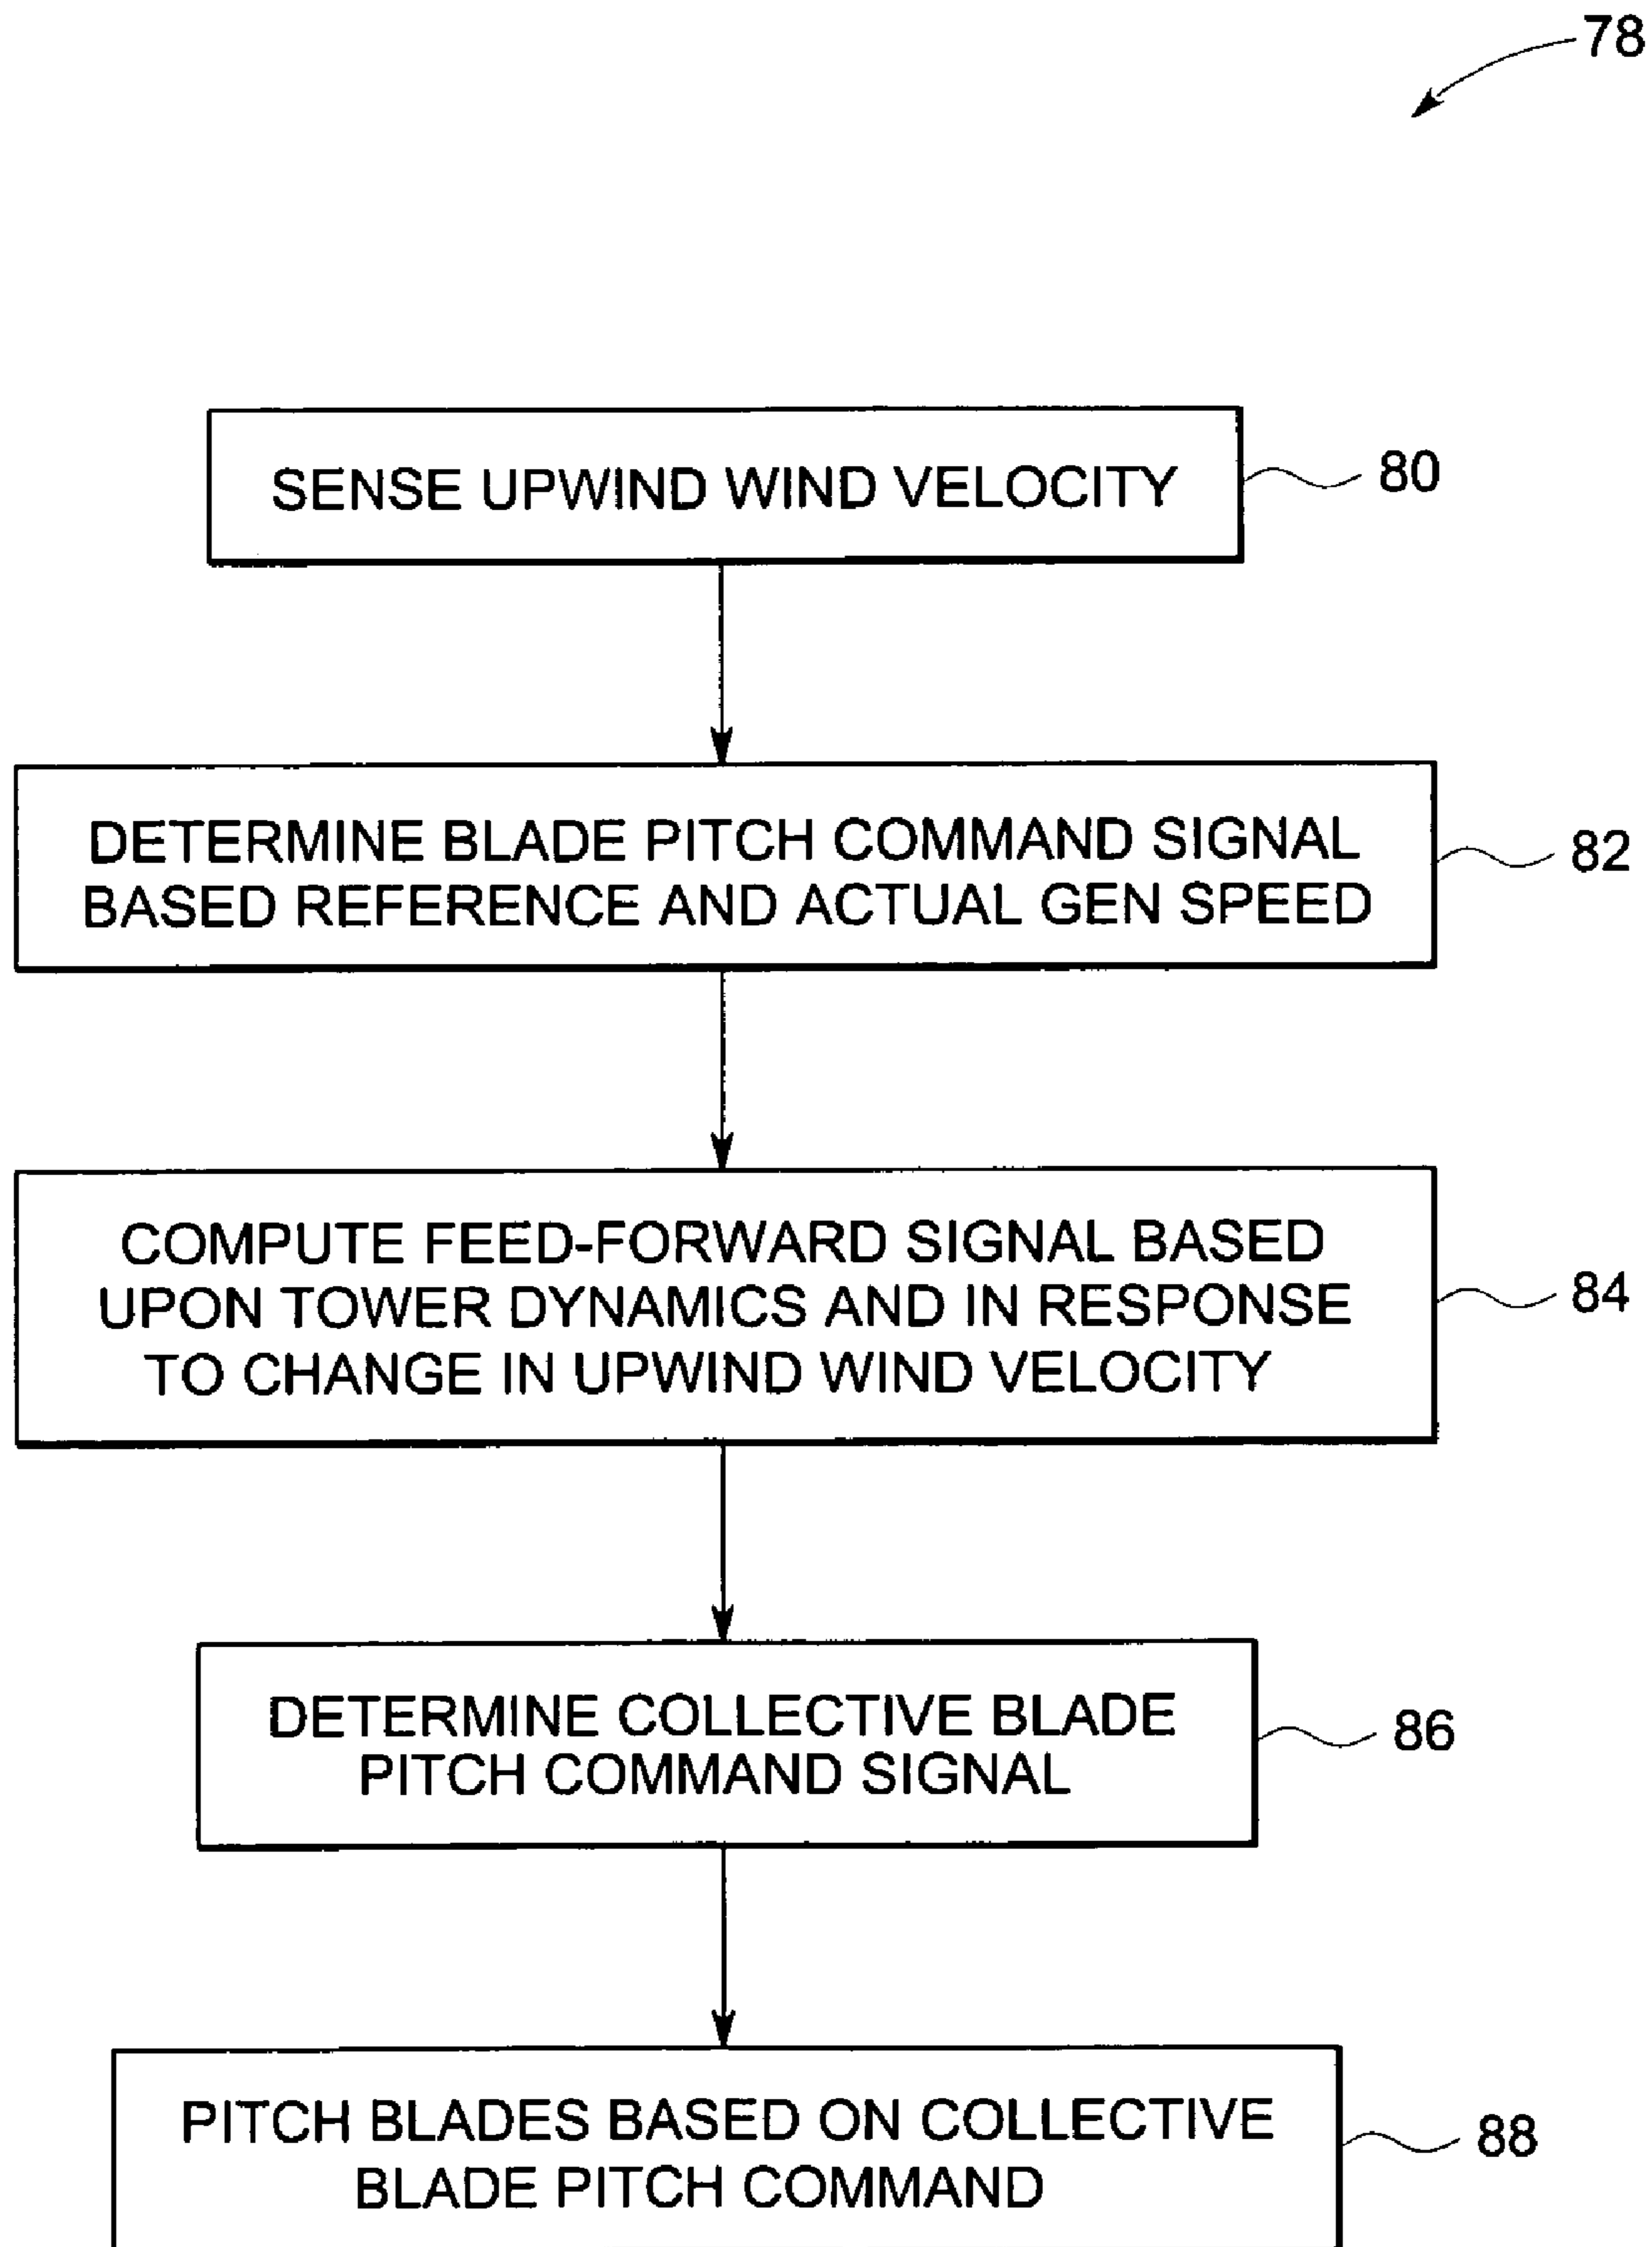 78
SENSE UPWIND WIND VELOCITY
80
DETERMINE BLADE PITCH COMMAND SIGNAL
BASED REFERENCE AND ACTUAL GEN SPEED
82
COMPUTE FEED-FORWARD SIGNAL BASED
UPON TOWER DYNAMICS AND IN RESPONSE
TO CHANGE IN UPWIND WIND VELOCITY
84
DETERMINE COLLECTIVE BLADE
PITCH COMMAND SIGNAL
86
PITCH BLADES BASED ON COLLECTIVE
BLADE PITCH COMMAND
88